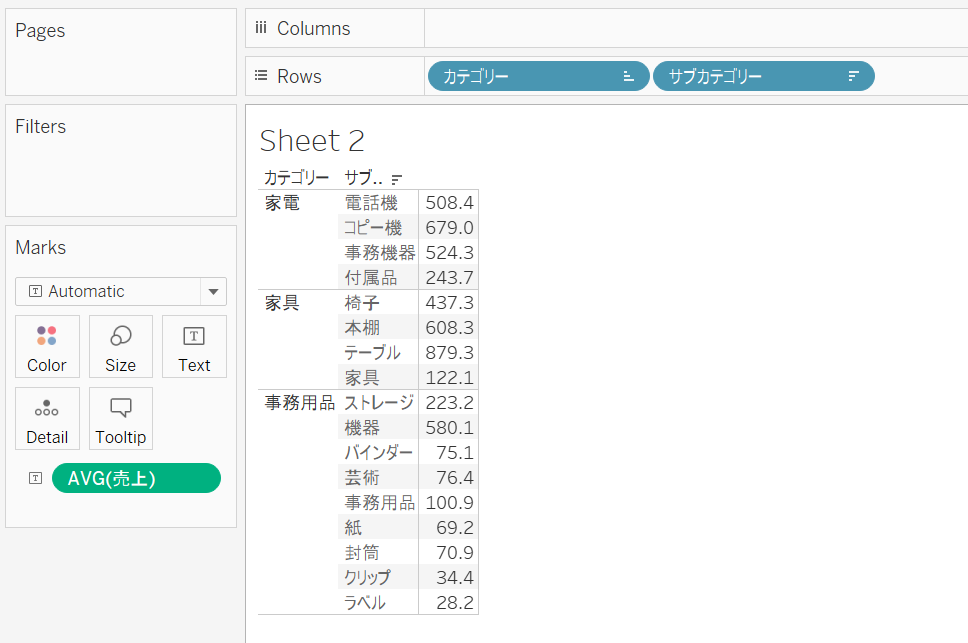 Pages
Filters
Marks
Automatic
Color Size Text
Detail Tooltip
AVG(売上)
Columns
Rows カテゴリー サブカテゴリー
Sheet 2
カテゴリー サブ..
家電 電話機 508.4
コピー機 679.0
事務機器 524.3
付属品 243.7
家具 椅子 437.3
本棚 608.3
テーブル 879.3
家具 122.1
事務用品 ストレージ 223.2
機器 580.1
バインダー 75.1
芸術 76.4
事務用品 100.9
紙 69.2
封筒 70.9
クリップ 34.4
ラベル 28.2